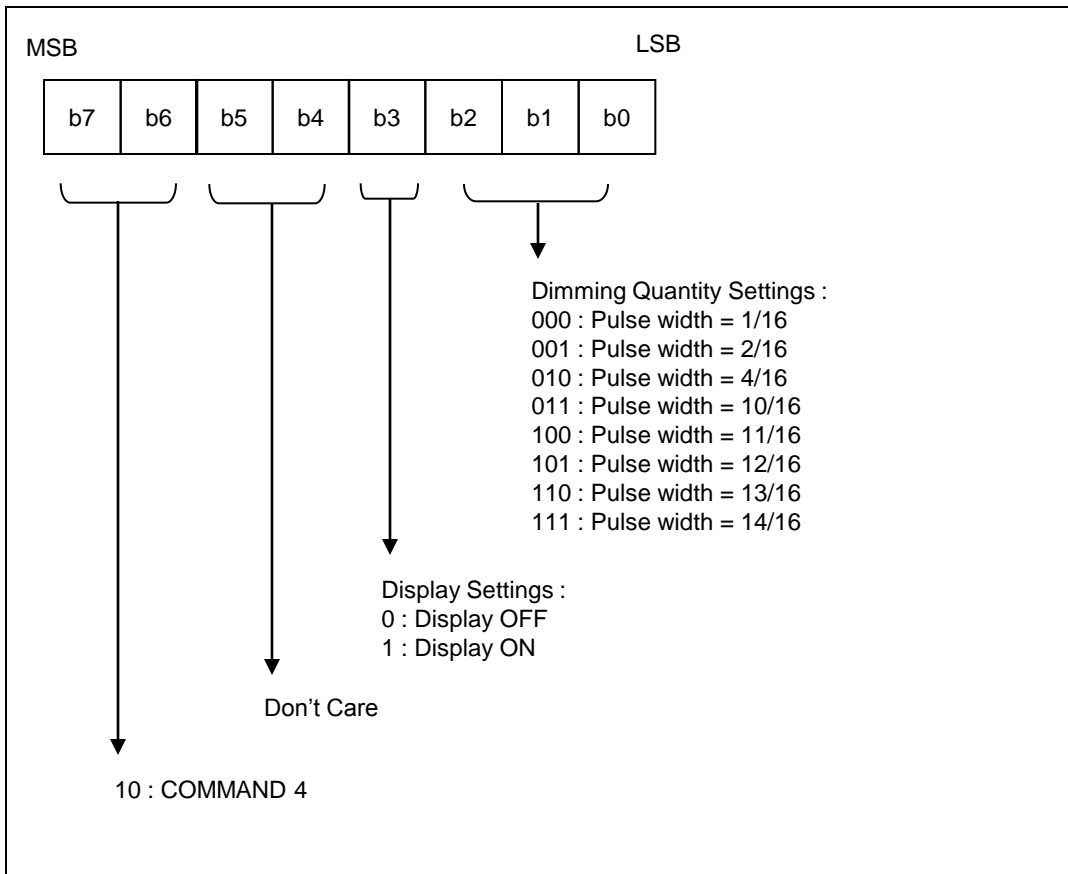 MSB
LSB
b7 b6 b5 b4 b3 b2 b1 b0
Dimming Quantity Settings :
000 : Pulse width = 1/16
001 : Pulse width = 2/16
010 : Pulse width = 4/16
011 : Pulse width = 10/16
100 : Pulse width = 11/16
101 : Pulse width = 12/16
110 : Pulse width = 13/16
111 : Pulse width = 14/16
Display Settings :
0 : Display OFF
1 : Display ON
Don’t Care
10 : COMMAND 4